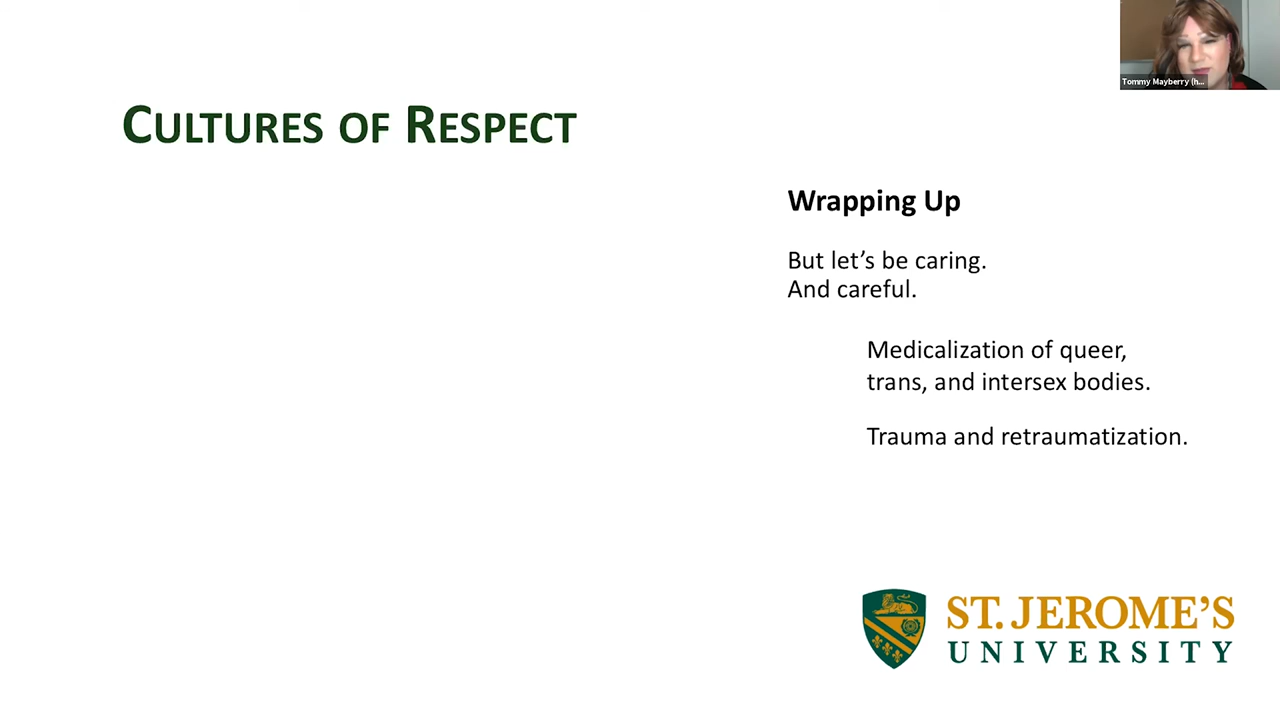 Tommy Mayberry (h...
CULTURES OF RESPECT
Wrapping Up
But let's be caring.
And careful.
Medicalization of queer,
trans, and intersex bodies.
Trauma and retraumatization.
ST. JEROME'S
UNIVERSITY